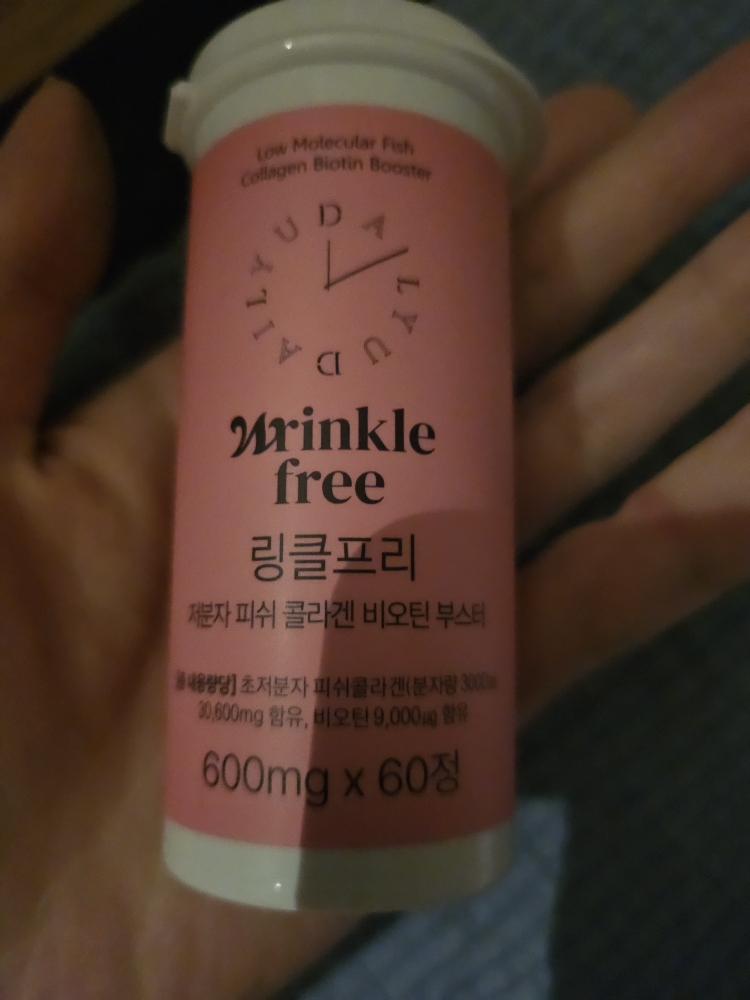 Low Molecular Fish
Collagen Biotin Booster
DAILYUDAILYU
Wrinkle
free
링클프리
저분자 피쉬 콜라겐 비오틴 부스터
내용량당] 초저분자 피쉬콜라겐(분자량
30,600mg 함유, 비오틴 9,000㎍ 함유
600mg x 60정